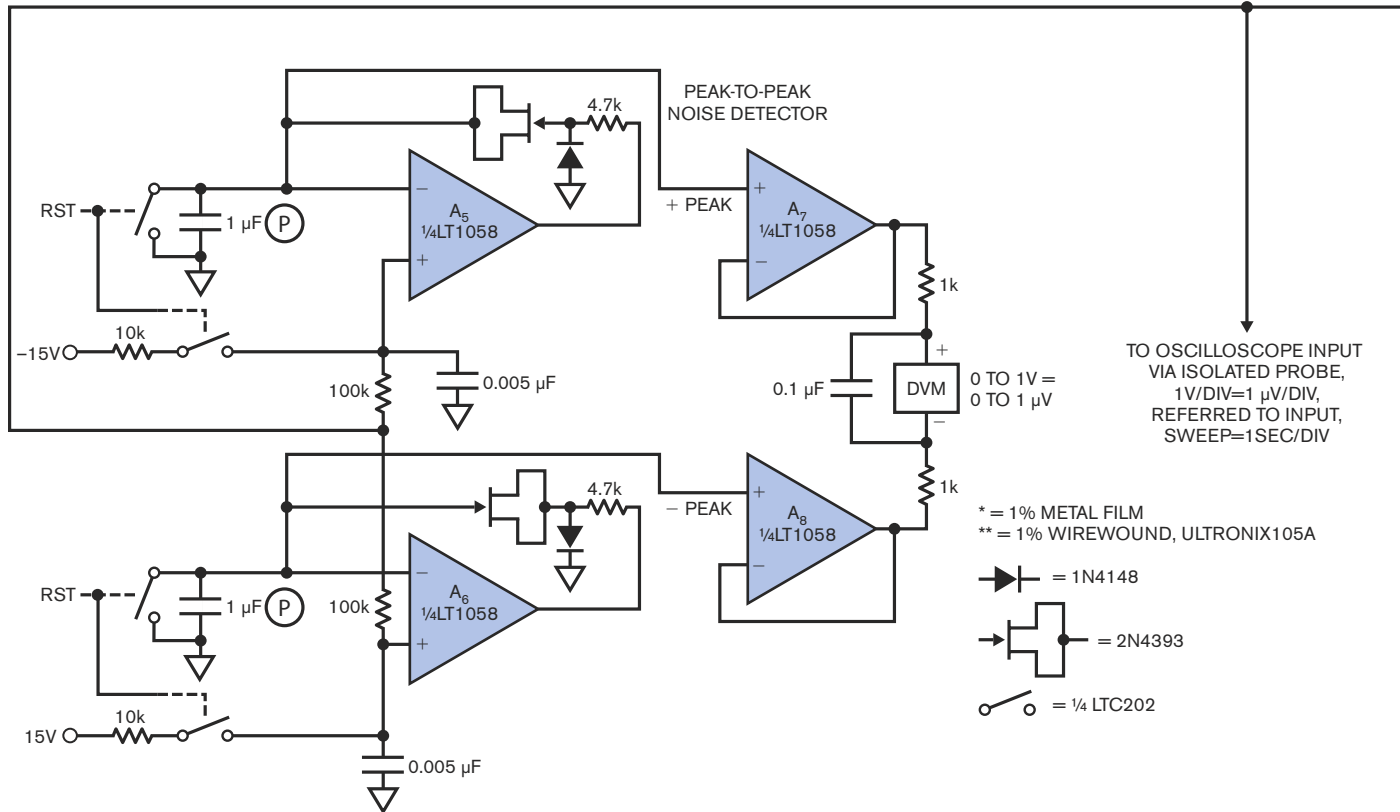 PEAK-TO-PEAK
NOISE DETECTOR
4.7k
−
A5
¼LT1058
+
RST
1 µF
P
10k
−15V
100k
0.005 µF
+ PEAK
+
A7
¼LT1058
−
1k
0.1 µF
+
DVM
−
0 TO 1V =
0 TO 1 µV
1k
TO OSCILLOSCOPE INPUT
VIA ISOLATED PROBE,
1V/DIV=1 µV/DIV,
REFERRED TO INPUT,
SWEEP=1SEC/DIV
4.7k
−
A6
¼LT1058
+
RST
1 µF
P
100k
10k
15V
0.005 µF
− PEAK
+
A8
¼LT1058
−
* = 1% METAL FILM
** = 1% WIREWOUND, ULTRONIX105A
= 1N4148
= 2N4393
= ¼ LTC202